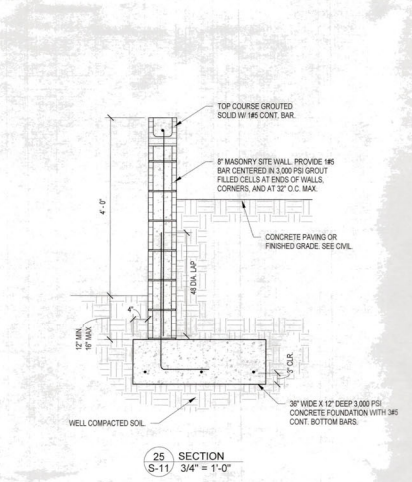 TOP COURSE GROUTED
SOLID W/ 1#5 CONT. BAR.
8" MASONRY SITE WALL. PROVIDE 1#5
BAR CENTERED IN 3,000 PSI GROUT
FILLED CELLS AT ENDS OF WALLS,
CORNERS, AND AT 32" O.C. MAX.
4' - 0"
CONCRETE PAVING OR
FINISHED GRADE. SEE CIVIL.
48 DIA. LAP
4"
12" MIN.
16" MAX
3" CLR.
36" WIDE X 12" DEEP 3,000 PSI
CONCRETE FOUNDATION WITH 3#5
CONT. BOTTOM BARS.
WELL COMPACTED SOIL.
25 SECTION
S-11 3/4" = 1'-0"